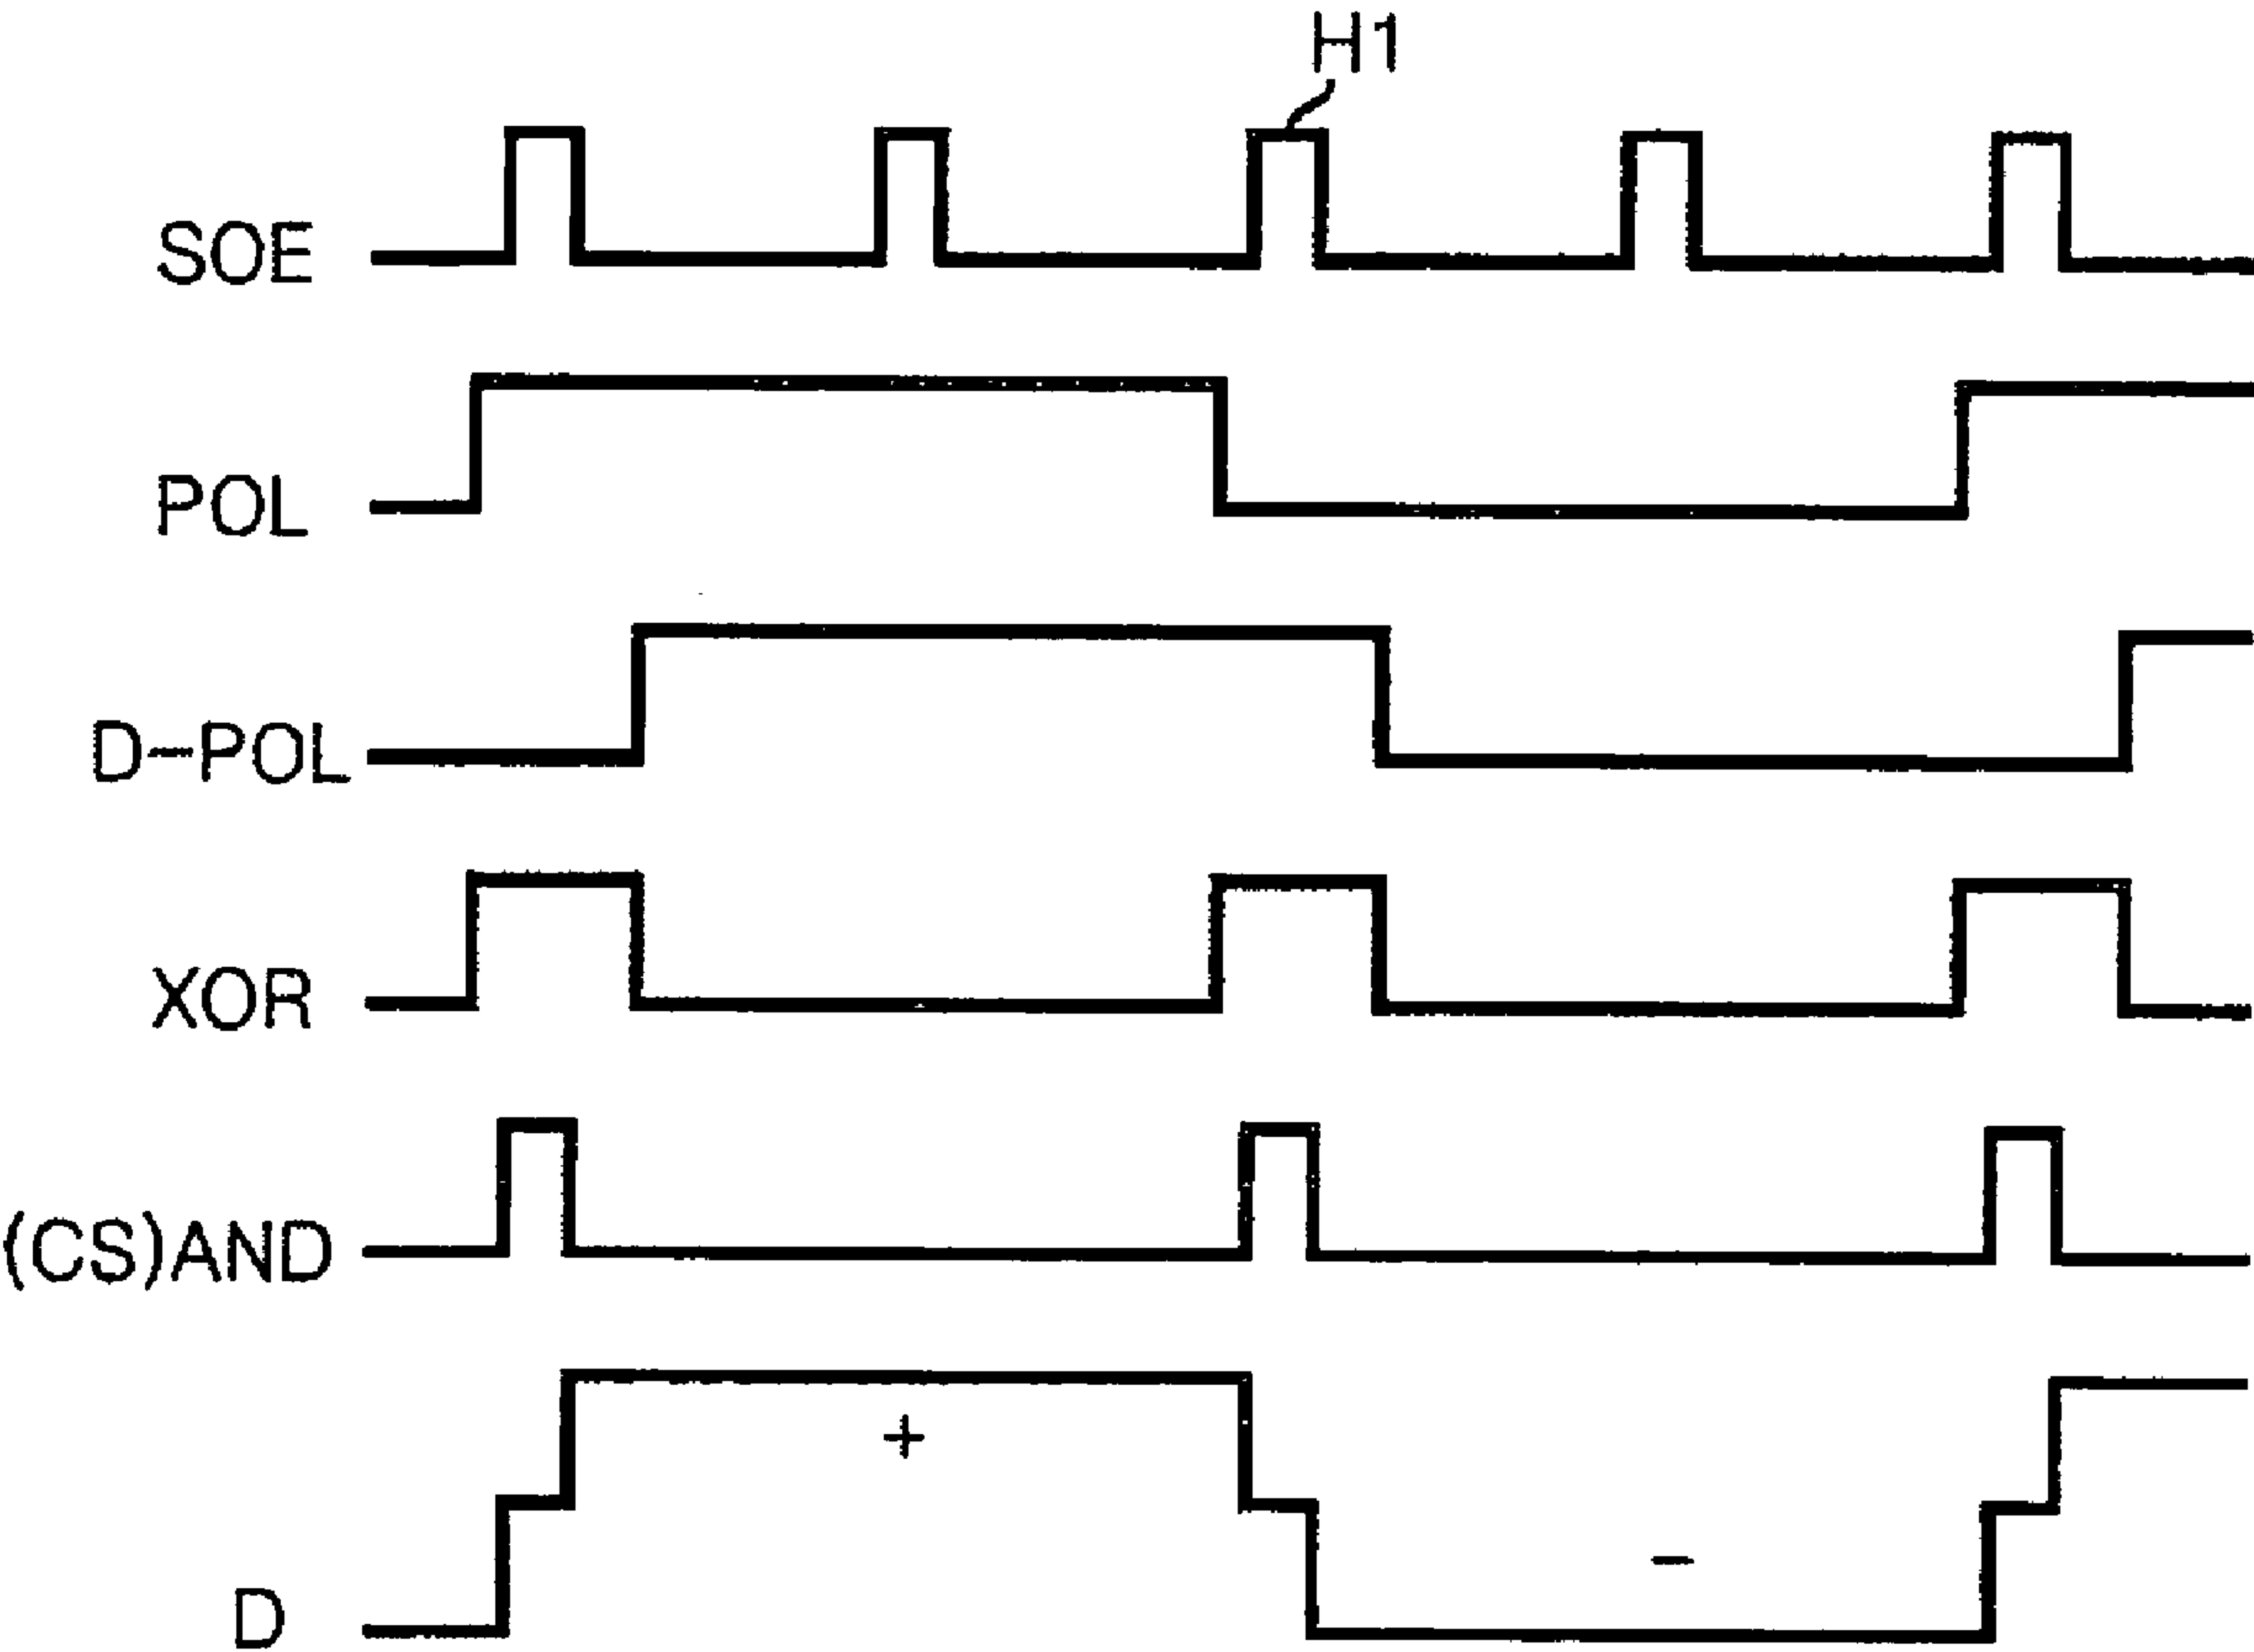 H1
SOE
POL
D-POL
XOR
(CS)AND
+
-
D